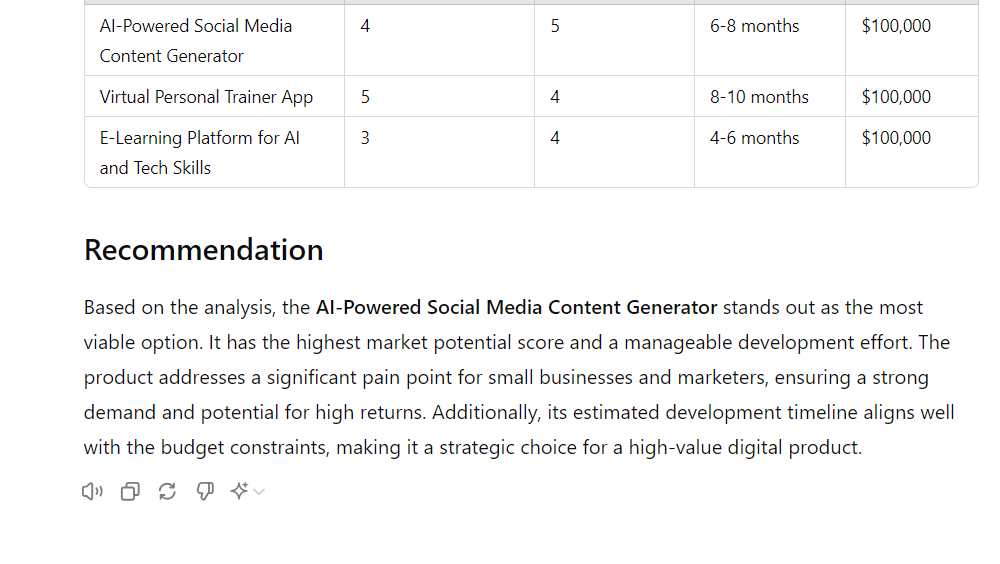 AI-Powered Social Media 4 5 6-8 months $100,000
Content Generator
Virtual Personal Trainer App 5 4 8-10 months $100,000
E-Learning Platform for AI 3 4 4-6 months $100,000
and Tech Skills
Recommendation
Based on the analysis, the AI-Powered Social Media Content Generator stands out as the most
viable option. It has the highest market potential score and a manageable development effort. The
product addresses a significant pain point for small businesses and marketers, ensuring a strong
demand and potential for high returns. Additionally, its estimated development timeline aligns well
with the budget constraints, making it a strategic choice for a high-value digital product.